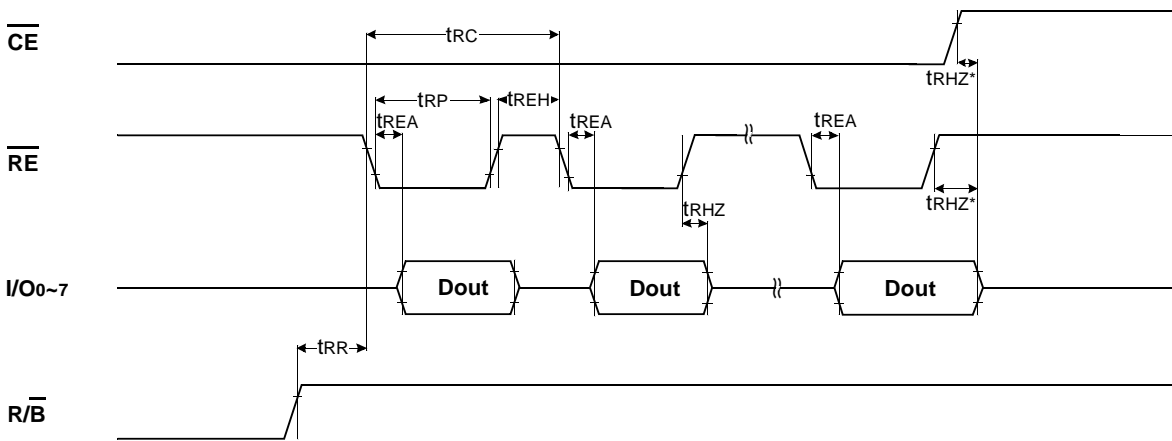 CE
tRC
tRHZ*
tRP
tREH
tREA
tREA
tREA
RE
tRHZ
tRHZ*
I/O0~7
Dout
Dout
Dout
tRR
R/B